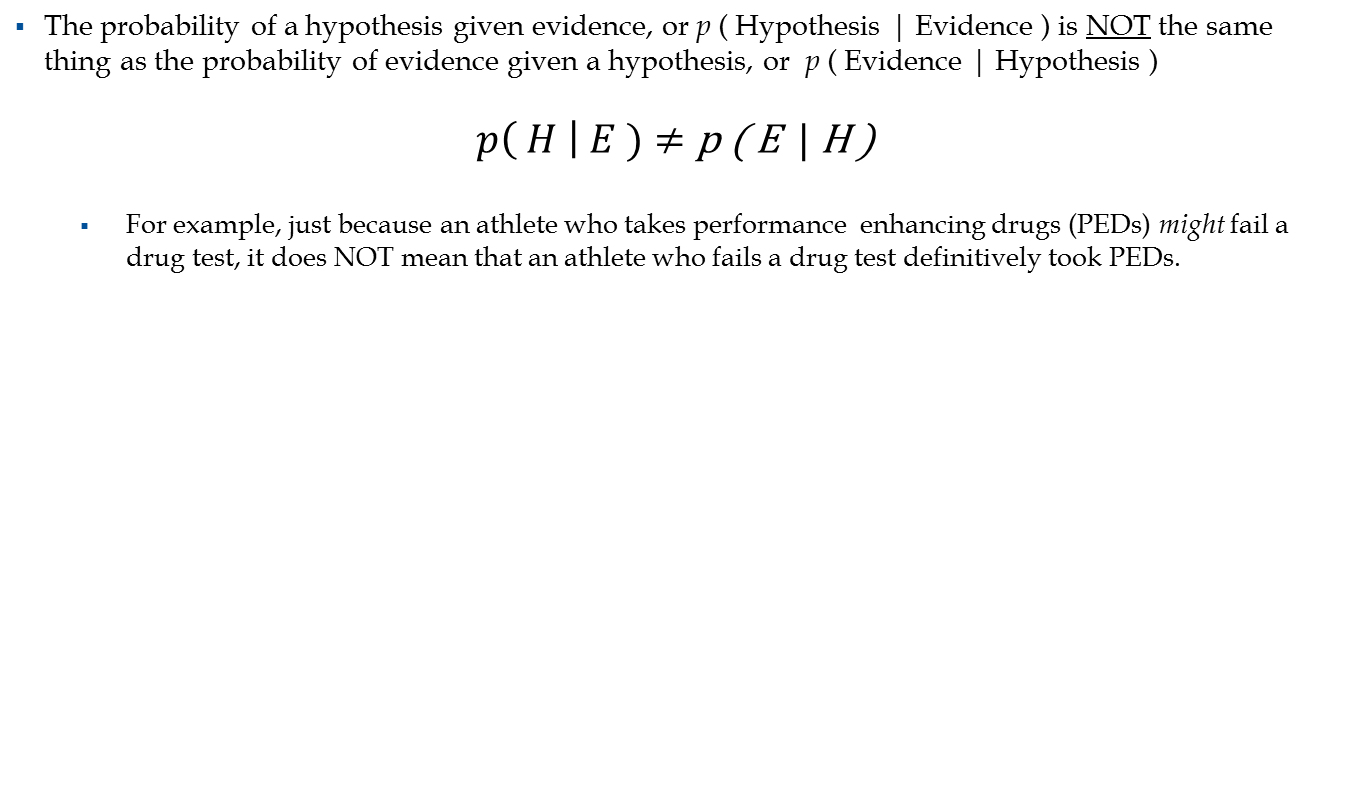 ▪ The probability of a hypothesis given evidence, or p ( Hypothesis | Evidence ) is NOT the same
thing as the probability of evidence given a hypothesis, or p ( Evidence | Hypothesis )
p( H | E ) ≠ p ( E | H )
▪ For example, just because an athlete who takes performance enhancing drugs (PEDs) might fail a
drug test, it does NOT mean that an athlete who fails a drug test definitively took PEDs.